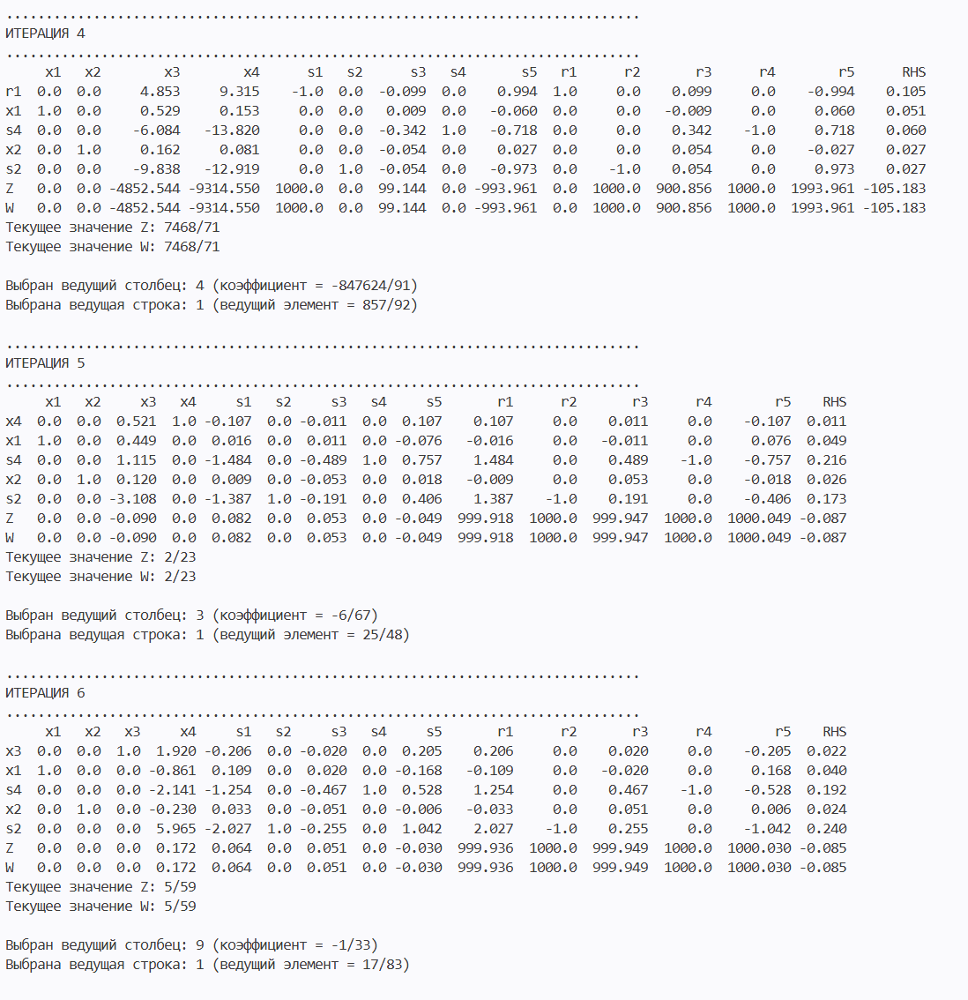 ................................................................................
ИТЕРАЦИЯ 4
................................................................................
x1 x2 x3 x4 s1 s2 s3 s4 s5 r1 r2 r3 r4 r5 RHS
r1 0.0 0.0 4.853 9.315 -1.0 0.0 -0.099 0.0 0.994 1.0 0.0 0.099 0.0 -0.994 0.105
x1 1.0 0.0 0.529 0.153 0.0 0.0 0.009 0.0 -0.060 0.0 0.0 -0.009 0.0 0.060 0.051
s4 0.0 0.0 -6.084 -13.820 0.0 0.0 -0.342 1.0 -0.718 0.0 0.0 0.342 -1.0 0.718 0.060
x2 0.0 1.0 0.162 0.081 0.0 0.0 -0.054 0.0 0.027 0.0 0.0 0.054 0.0 -0.027 0.027
s2 0.0 0.0 -9.838 -12.919 0.0 1.0 -0.054 0.0 -0.973 0.0 -1.0 0.054 0.0 0.973 0.027
Z 0.0 0.0 -4852.544 -9314.550 1000.0 0.0 99.144 0.0 -993.961 0.0 1000.0 900.856 1000.0 1993.961 -105.183
W 0.0 0.0 -4852.544 -9314.550 1000.0 0.0 99.144 0.0 -993.961 0.0 1000.0 900.856 1000.0 1993.961 -105.183
Текущее значение Z: 7468/71
Текущее значение W: 7468/71
Выбран ведущий столбец: 4 (коэффициент = -847624/91)
Выбрана ведущая строка: 1 (ведущий элемент = 857/92)
................................................................................
ИТЕРАЦИЯ 5
................................................................................
x1 x2 x3 x4 s1 s2 s3 s4 s5 r1 r2 r3 r4 r5 RHS
x4 0.0 0.0 0.521 1.0 -0.107 0.0 -0.011 0.0 0.107 0.107 0.0 0.011 0.0 -0.107 0.011
x1 1.0 0.0 0.449 0.0 0.016 0.0 0.011 0.0 -0.076 -0.016 0.0 -0.011 0.0 0.076 0.049
s4 0.0 0.0 1.115 0.0 -1.484 0.0 -0.489 1.0 0.757 1.484 0.0 0.489 -1.0 -0.757 0.216
x2 0.0 1.0 0.120 0.0 0.009 0.0 -0.053 0.0 0.018 -0.009 0.0 0.053 0.0 -0.018 0.026
s2 0.0 0.0 -3.108 0.0 -1.387 1.0 -0.191 0.0 0.406 1.387 -1.0 0.191 0.0 -0.406 0.173
Z 0.0 0.0 -0.090 0.0 0.082 0.0 0.053 0.0 -0.049 999.918 1000.0 999.947 1000.0 1000.049 -0.087
W 0.0 0.0 -0.090 0.0 0.082 0.0 0.053 0.0 -0.049 999.918 1000.0 999.947 1000.0 1000.049 -0.087
Текущее значение Z: 2/23
Текущее значение W: 2/23
Выбран ведущий столбец: 3 (коэффициент = -6/67)
Выбрана ведущая строка: 1 (ведущий элемент = 25/48)
................................................................................
ИТЕРАЦИЯ 6
................................................................................
x1 x2 x3 x4 s1 s2 s3 s4 s5 r1 r2 r3 r4 r5 RHS
x3 0.0 0.0 1.0 1.920 -0.206 0.0 -0.020 0.0 0.205 0.206 0.0 0.020 0.0 -0.205 0.022
x1 1.0 0.0 0.0 -0.861 0.109 0.0 0.020 0.0 -0.168 -0.109 0.0 -0.020 0.0 0.168 0.040
s4 0.0 0.0 0.0 -2.141 -1.254 0.0 -0.467 1.0 0.528 1.254 0.0 0.467 -1.0 -0.528 0.192
x2 0.0 1.0 0.0 -0.230 0.033 0.0 -0.051 0.0 -0.006 -0.033 0.0 0.051 0.0 0.006 0.024
s2 0.0 0.0 0.0 5.965 -2.027 1.0 -0.255 0.0 1.042 2.027 -1.0 0.255 0.0 -1.042 0.240
Z 0.0 0.0 0.0 0.172 0.064 0.0 0.051 0.0 -0.030 999.936 1000.0 999.949 1000.0 1000.030 -0.085
W 0.0 0.0 0.0 0.172 0.064 0.0 0.051 0.0 -0.030 999.936 1000.0 999.949 1000.0 1000.030 -0.085
Текущее значение Z: 5/59
Текущее значение W: 5/59
Выбран ведущий столбец: 9 (коэффициент = -1/33)
Выбрана ведущая строка: 1 (ведущий элемент = 17/83)